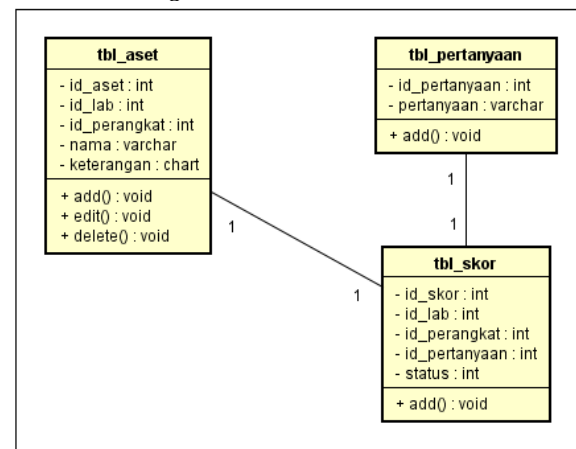 tbl_aset
- id_aset : int
- id_lab : int
- id_perangkat : int
- nama : varchar
- keterangan : chart
+ add() : void
+ edit() : void
+ delete() : void
tbl_pertanyaan
- id_pertanyaan : int
- pertanyaan : varchar
+ add() : void
1
1
1
1
tbl_skor
- id_skor : int
- id_lab : int
- id_perangkat : int
- id_pertanyaan : int
- status : int
+ add() : void